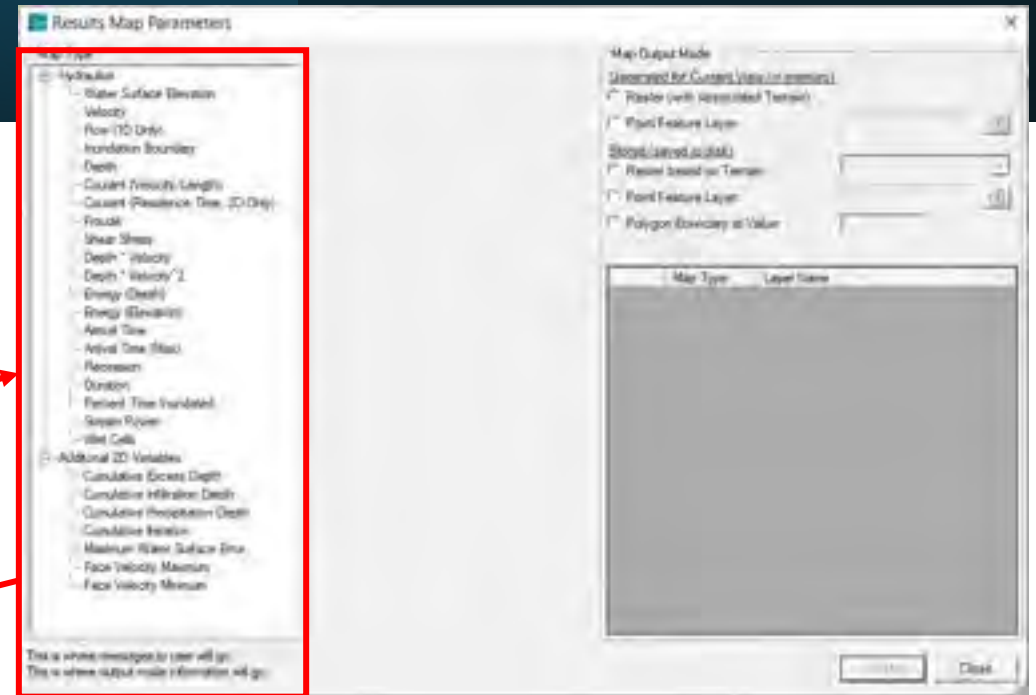 Results Map Parameters
Map Type
Hydraulics
Water Surface Elevation
Velocity
Flow (1D Only)
Inundation Boundary
Depth
Courant (Velocity/Length)
Courant (Residence Time, 2D Only)
Froude
Shear Stress
Depth * Velocity
Depth * Velocity^2
Energy (Depth)
Energy (Elevation)
Arrival Time
Arrival Time (Max)
Recession
Duration
Percent Time Inundated
Stream Power
Wet Cells
Additional 2D Variables
Cumulative Excess Depth
Cumulative Infiltration Depth
Cumulative Precipitation Depth
Cumulative Iteration
Maximum Water Surface Error
Face Velocity Maximum
Face Velocity Minimum
This is where messages to user will go.
This is where output mode information will go.
Map Output Mode
Generated for Current View (in memory)
Raster (with Associated Terrain)
Point Feature Layer
Stored (saved to disk)
Raster based on Terrain
Point Feature Layer
Polygon Boundary at Value
Map Type Layer Name
Close